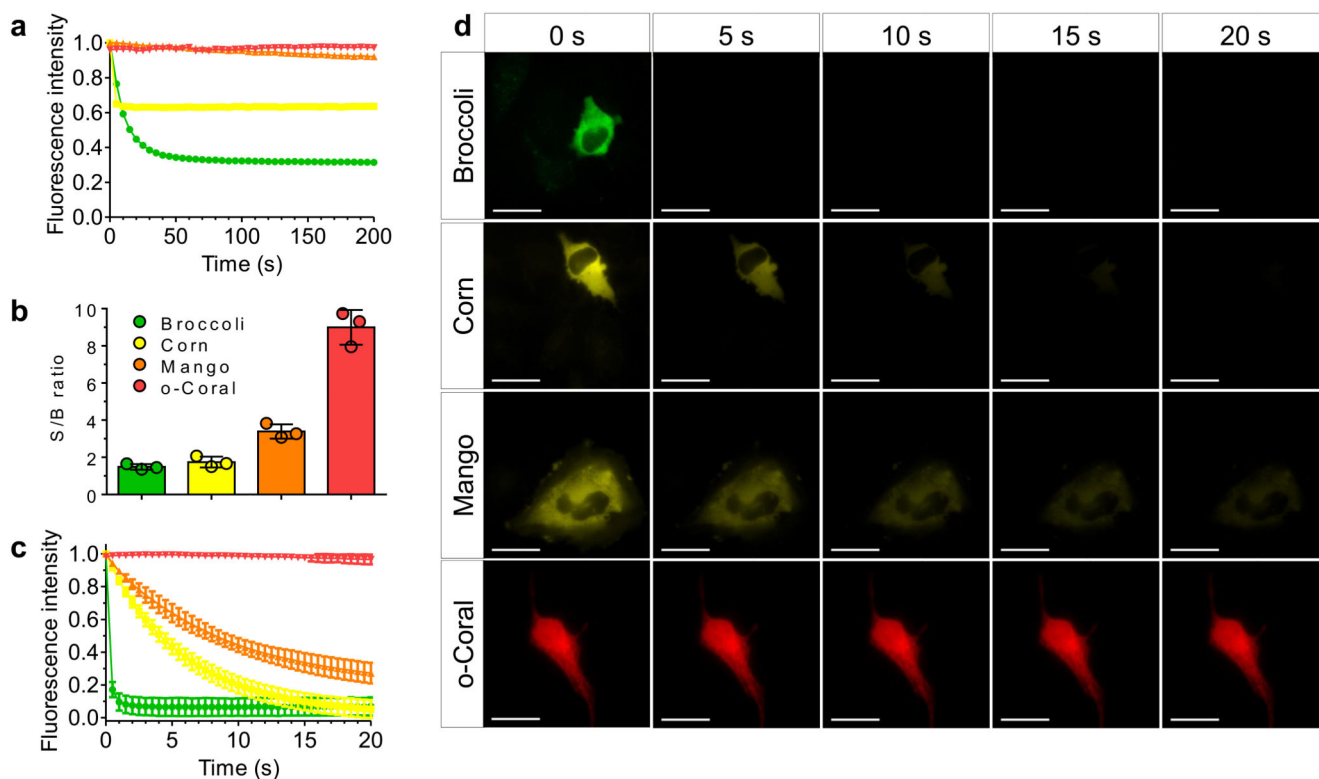 a
Fluorescence intensity
1.0
0.8
0.6
0.4
0.2
0.0
0 50 100 150 200
Time (s)
b
S/B ratio
10
8
6
4
2
0
Broccoli
Corn
Mango
o-Coral
c
Fluorescence intensity
1.0
0.8
0.6
0.4
0.2
0.0
0 5 10 15 20
Time (s)
d
0 s 5 s 10 s 15 s 20 s
Broccoli
Corn
Mango
o-Coral